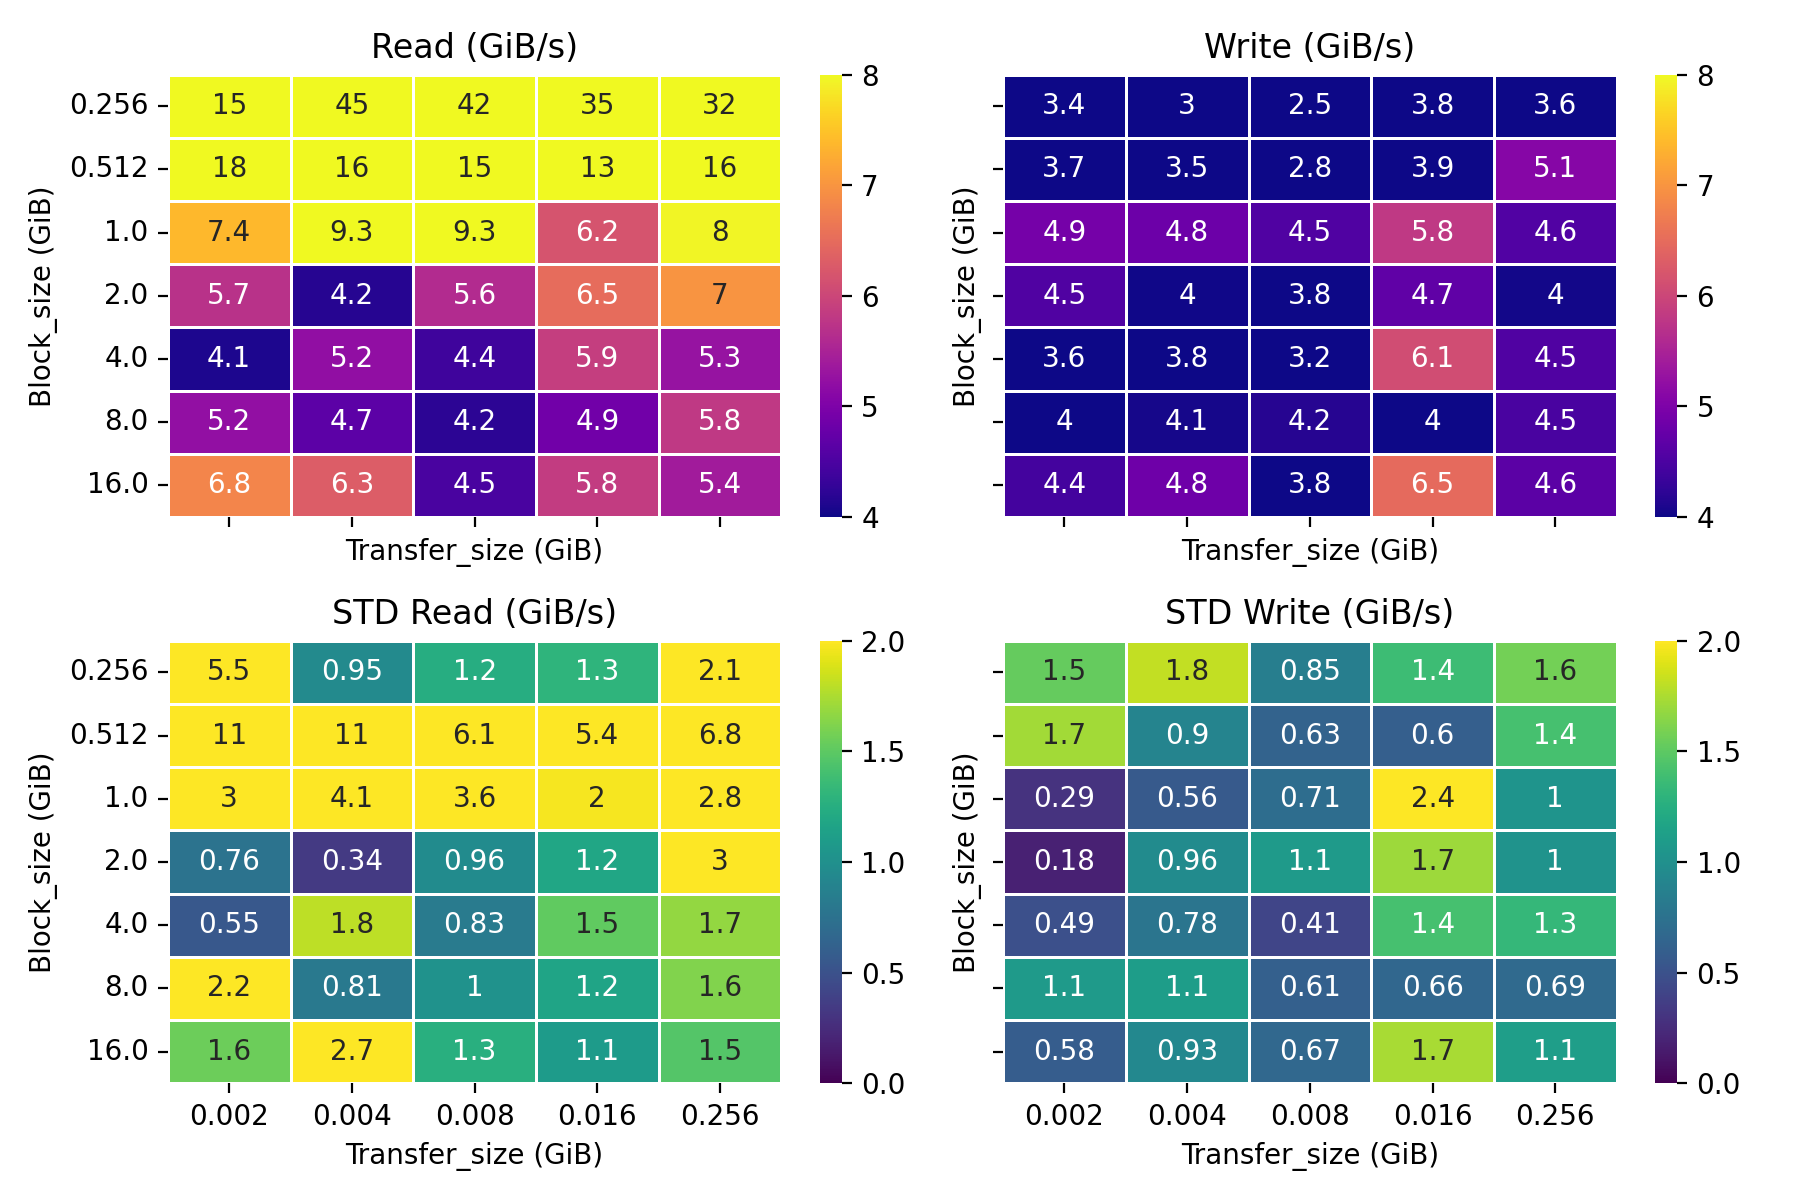 Read (GiB/s)
Block_size (GiB)
0.256 15 45 42 35 32
0.512 18 16 15 13 16
1.0 7.4 9.3 9.3 6.2 8
2.0 5.7 4.2 5.6 6.5 7
4.0 4.1 5.2 4.4 5.9 5.3
8.0 5.2 4.7 4.2 4.9 5.8
16.0 6.8 6.3 4.5 5.8 5.4
Transfer_size (GiB)
8
7
6
5
4
Write (GiB/s)
Block_size (GiB)
3.4 3 2.5 3.8 3.6
3.7 3.5 2.8 3.9 5.1
4.9 4.8 4.5 5.8 4.6
4.5 4 3.8 4.7 4
3.6 3.8 3.2 6.1 4.5
4 4.1 4.2 4 4.5
4.4 4.8 3.8 6.5 4.6
Transfer_size (GiB)
8
7
6
5
4
STD Read (GiB/s)
Block_size (GiB)
0.256 5.5 0.95 1.2 1.3 2.1
0.512 11 11 6.1 5.4 6.8
1.0 3 4.1 3.6 2 2.8
2.0 0.76 0.34 0.96 1.2 3
4.0 0.55 1.8 0.83 1.5 1.7
8.0 2.2 0.81 1 1.2 1.6
16.0 1.6 2.7 1.3 1.1 1.5
0.002 0.004 0.008 0.016 0.256
Transfer_size (GiB)
2.0
1.5
1.0
0.5
0.0
STD Write (GiB/s)
Block_size (GiB)
1.5 1.8 0.85 1.4 1.6
1.7 0.9 0.63 0.6 1.4
0.29 0.56 0.71 2.4 1
0.18 0.96 1.1 1.7 1
0.49 0.78 0.41 1.4 1.3
1.1 1.1 0.61 0.66 0.69
0.58 0.93 0.67 1.7 1.1
0.002 0.004 0.008 0.016 0.256
Transfer_size (GiB)
2.0
1.5
1.0
0.5
0.0